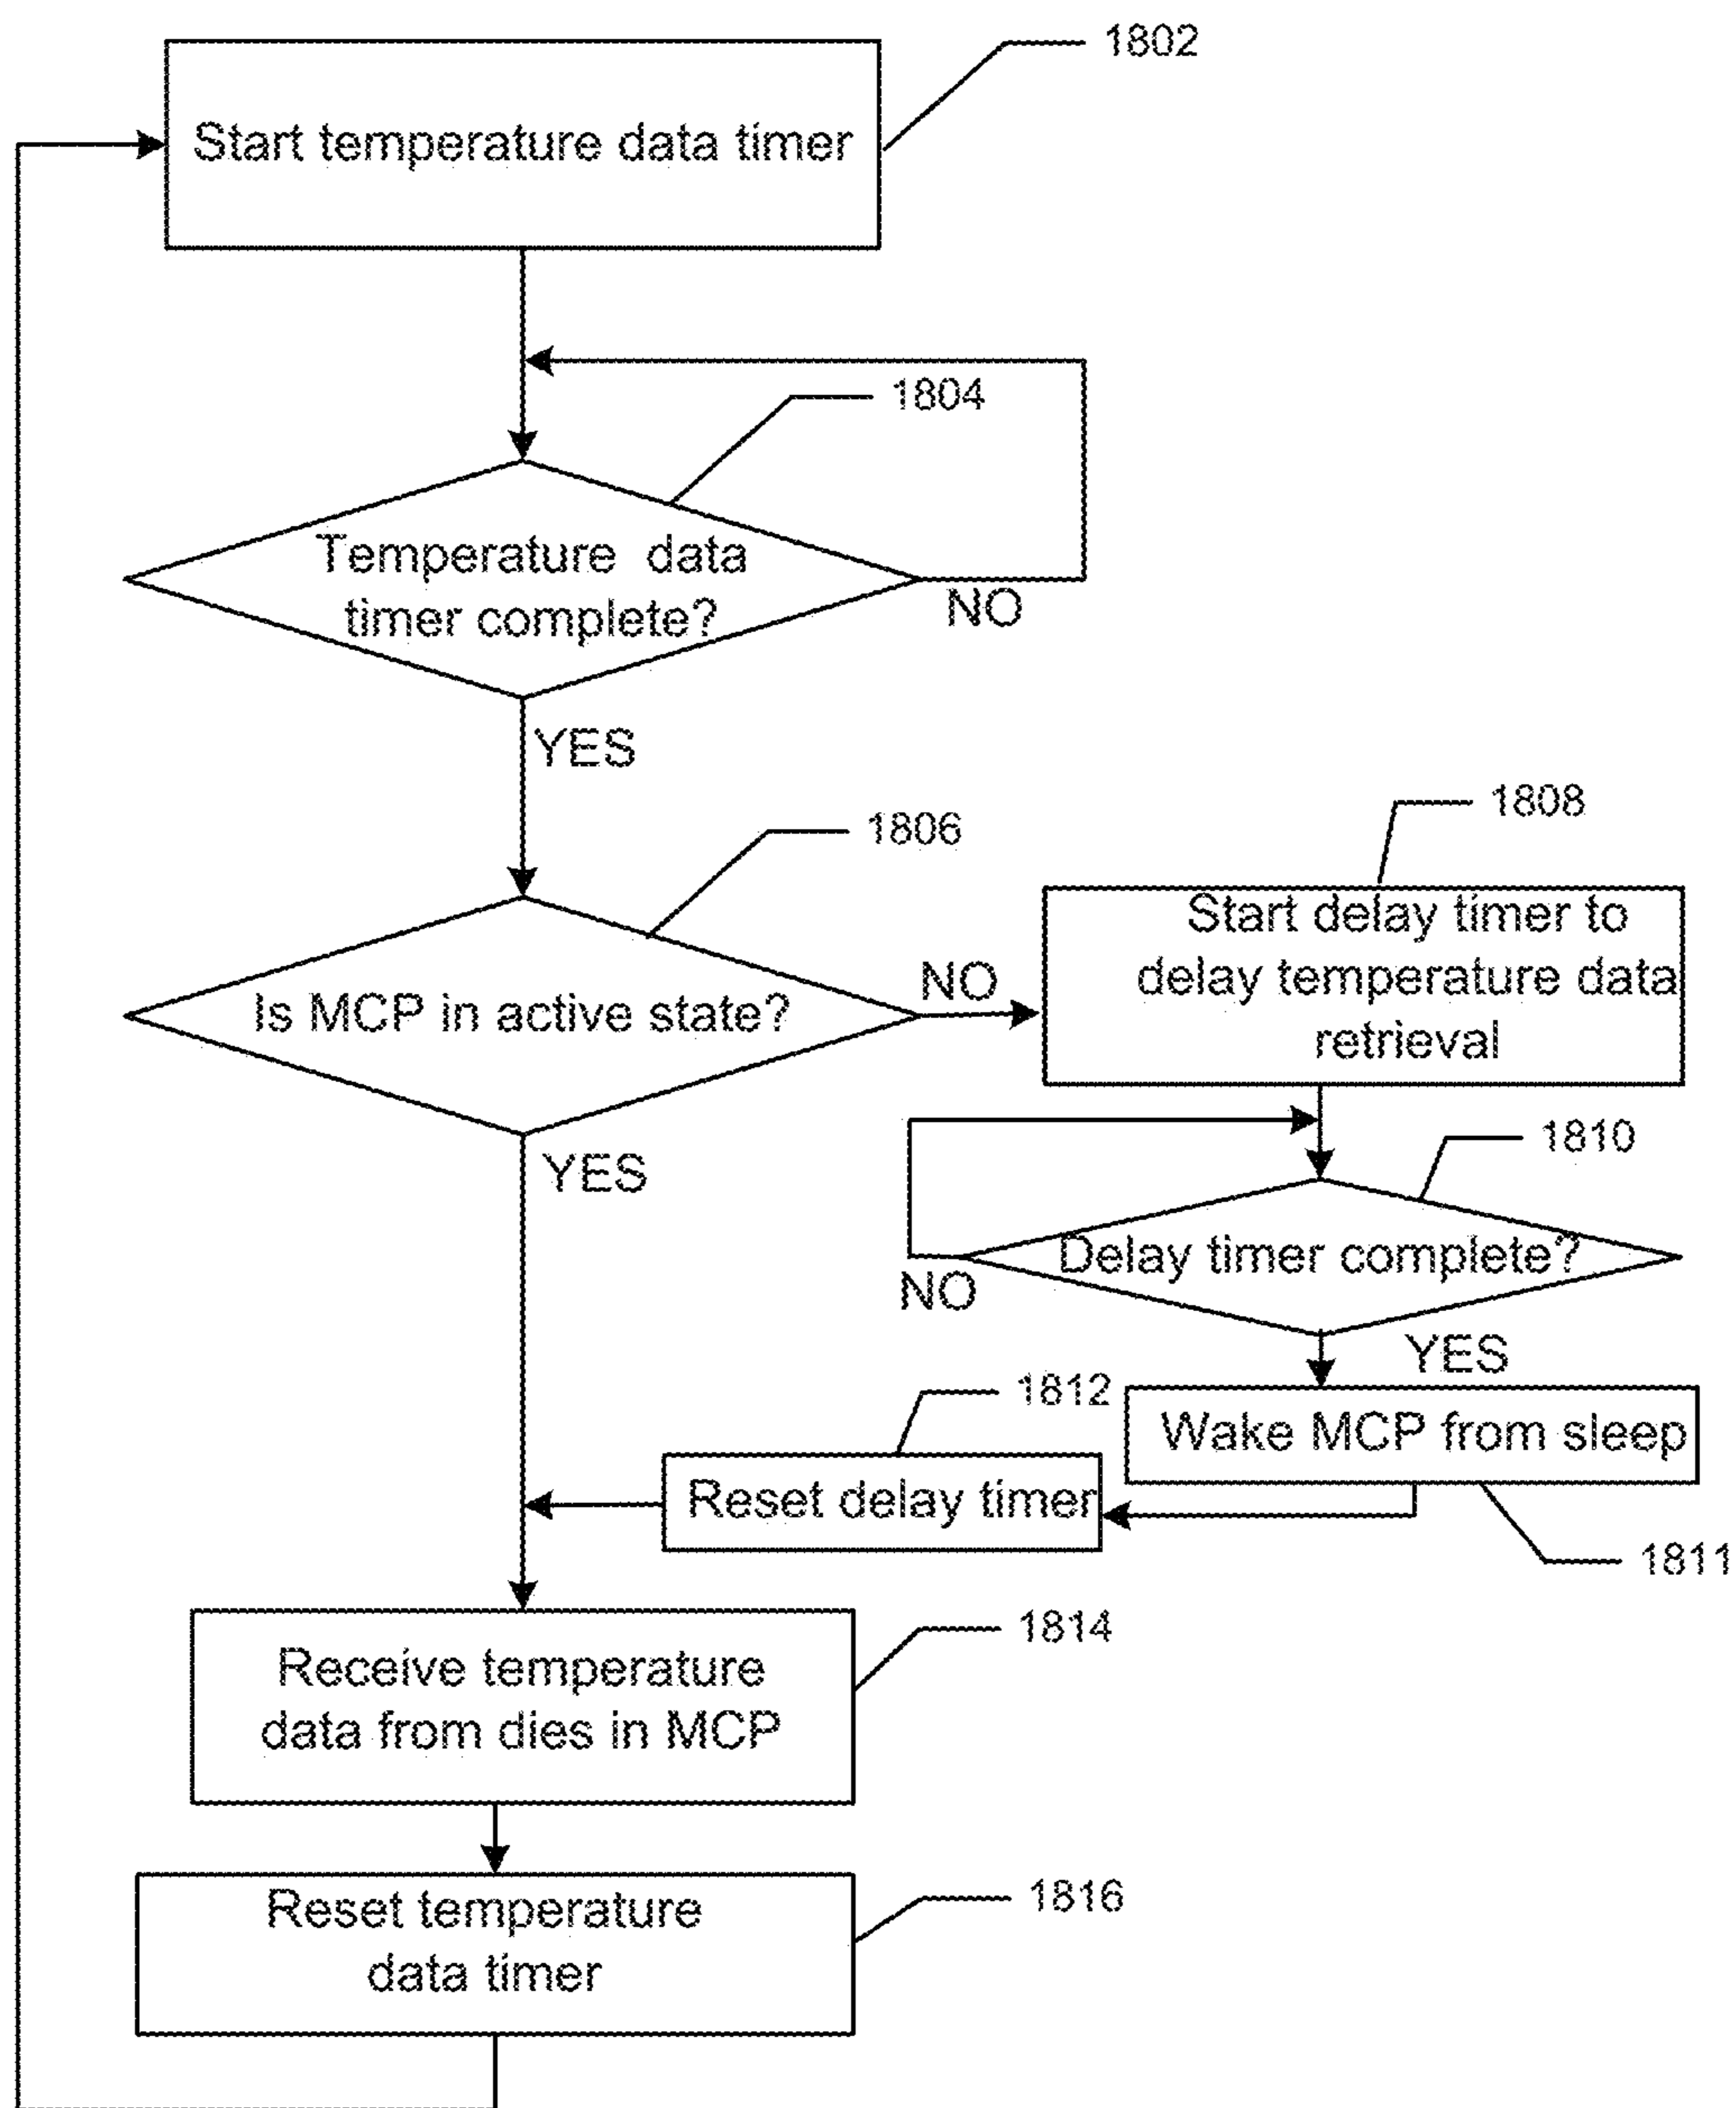 1802
Start temperature data timer
1804
Temperature data
timer complete?
NO
YES
1806
Is MCP in active state?
NO
1808
Start delay timer to
delay temperature data
retrieval
1810
Delay timer complete?
NO
YES
YES
Wake MCP from sleep
1811
1812
Reset delay timer
1814
Receive temperature
data from dies in MCP
1816
Reset temperature
data timer